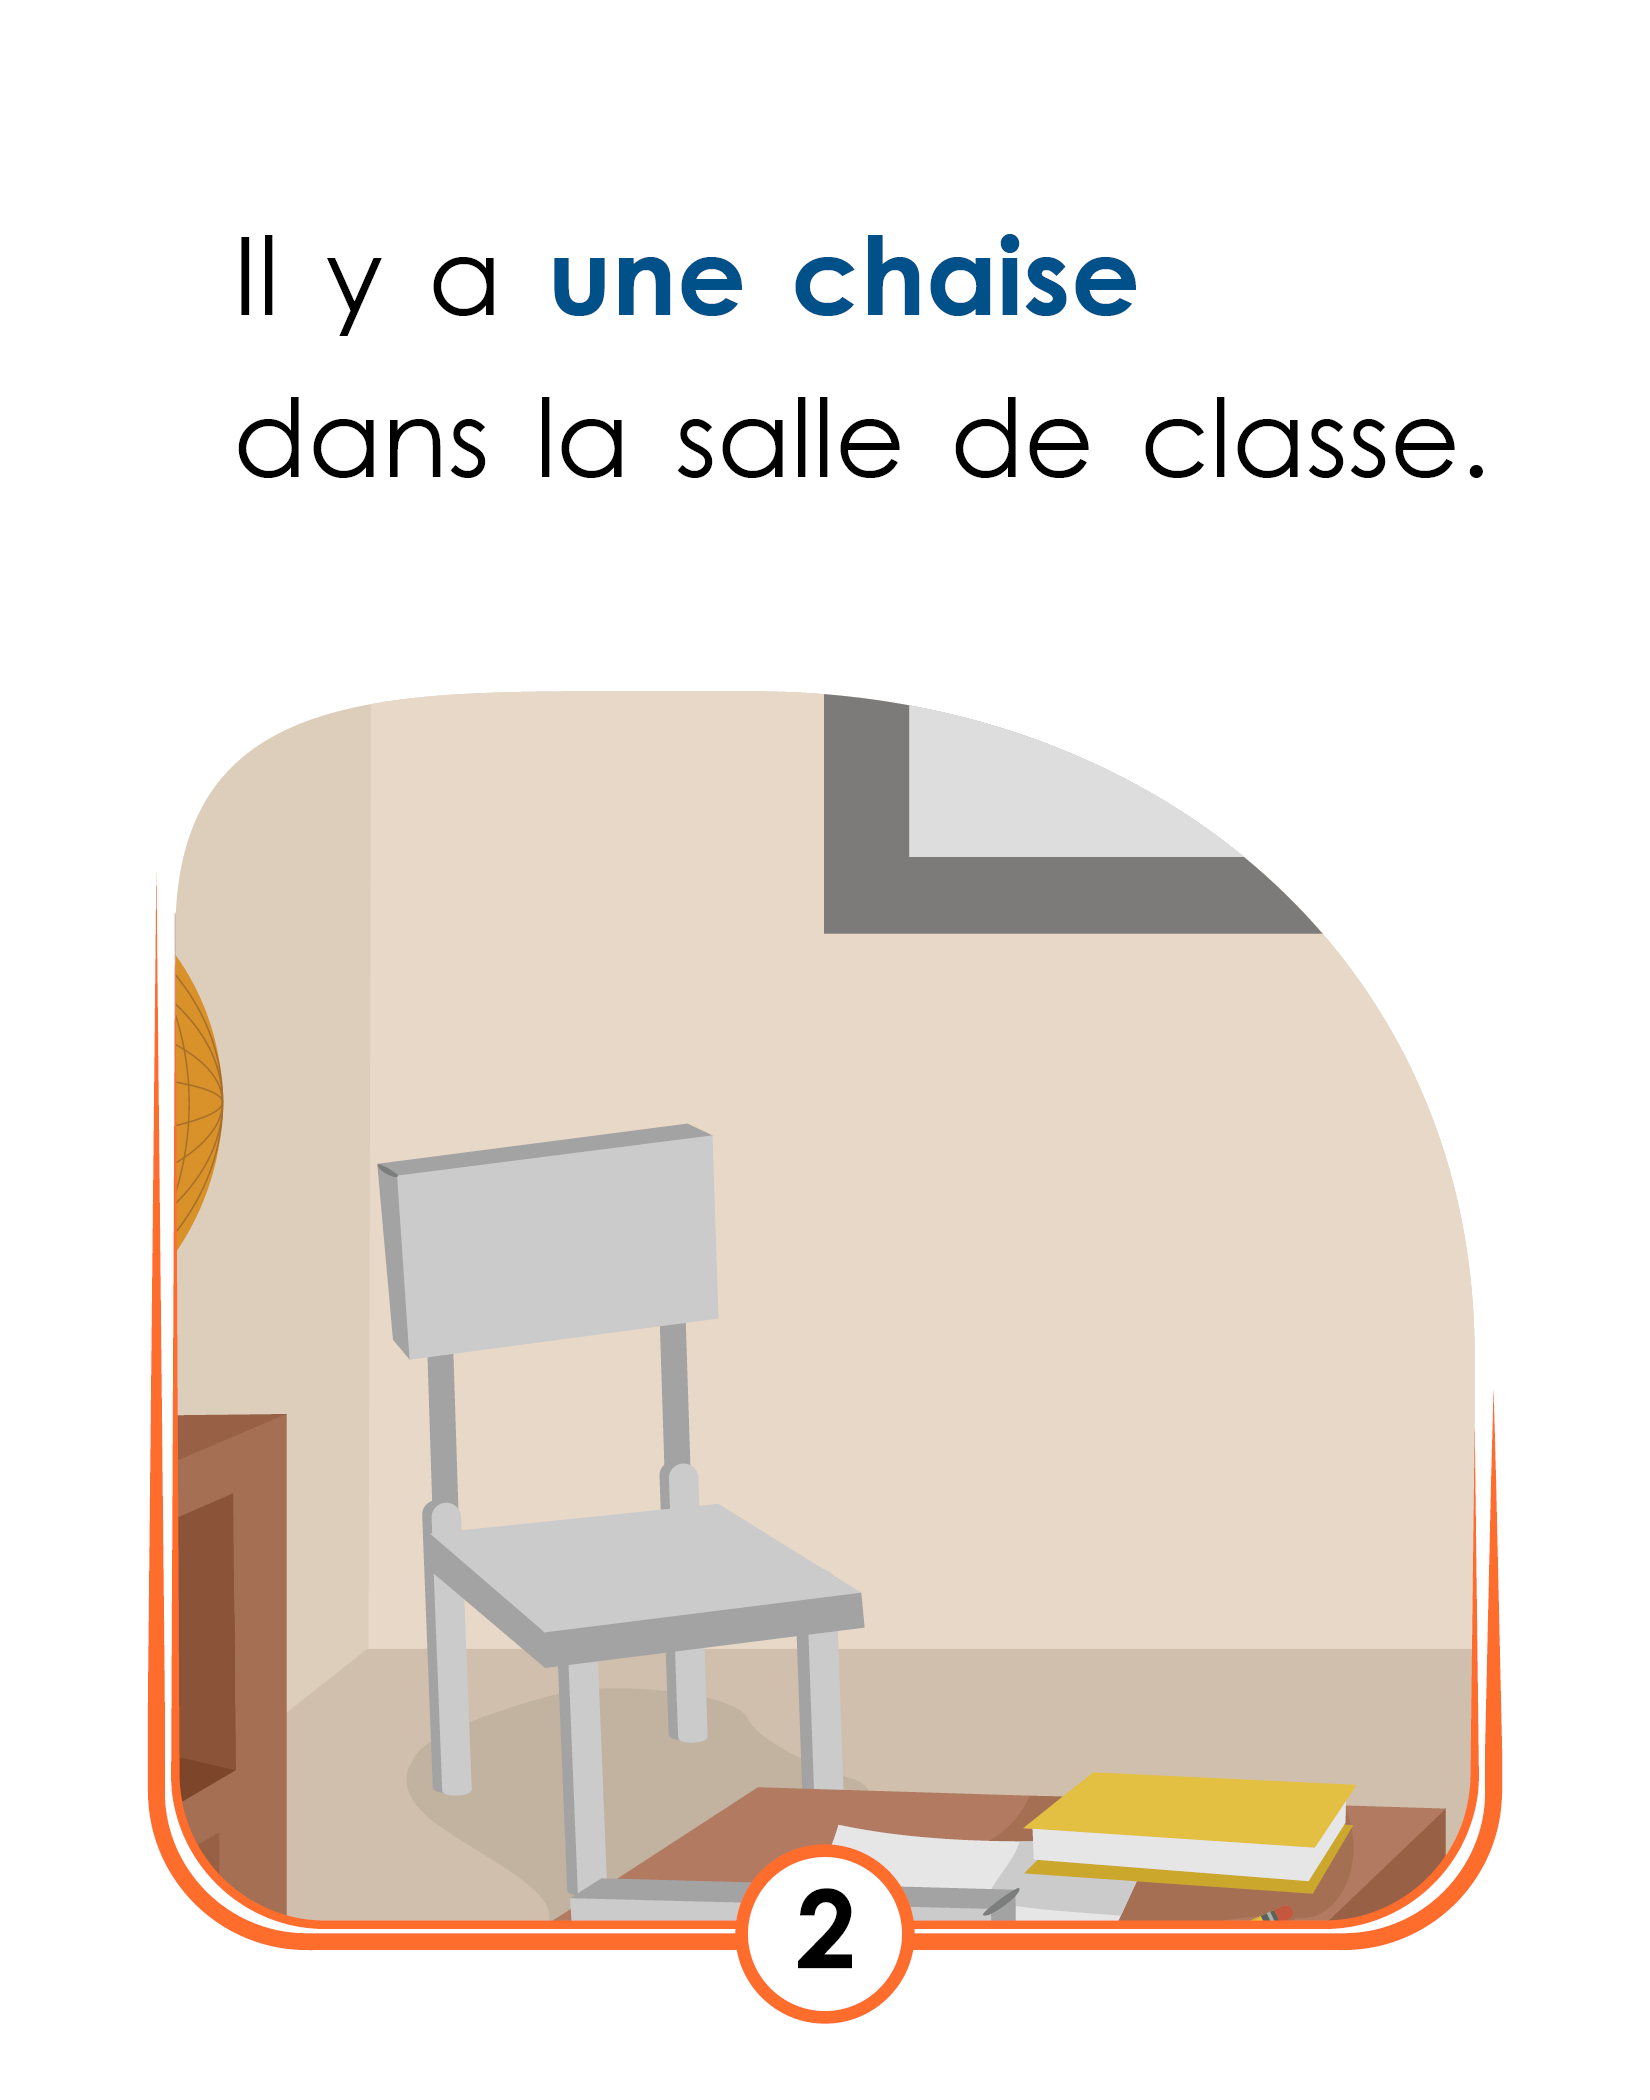 Il y a une chaise
dans la salle de classe.
2